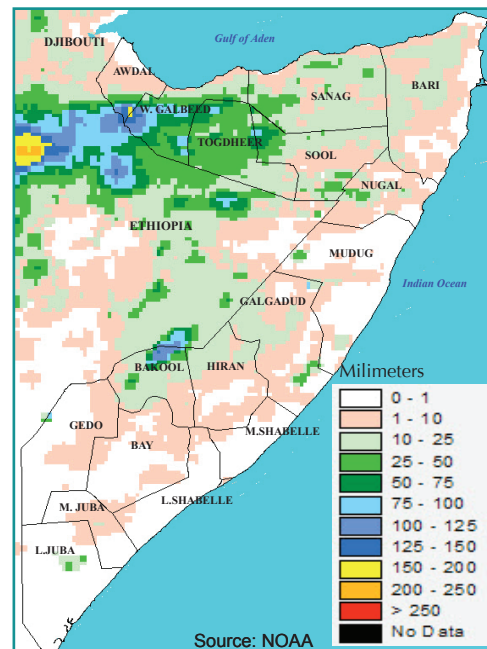 DJIBOUTI
Gulf of Aden
AWDAL
BARI
SANAG
W. GALBEED
TOGDHEER
SOOL
NUGAL
ETHIOPIA
MUDUG
Indian Ocean
GALGADUD
BAKOOL
HIRAN
GEDO
M.SHABELLE
BAY
L.SHABELLE
M. JUBA
L.JUBA
Milimeters
0 - 1
1 - 10
10 - 25
25 - 50
50 - 75
75 - 100
100 - 125
125 - 150
150 - 200
200 - 250
> 250
No Data
Source: NOAA